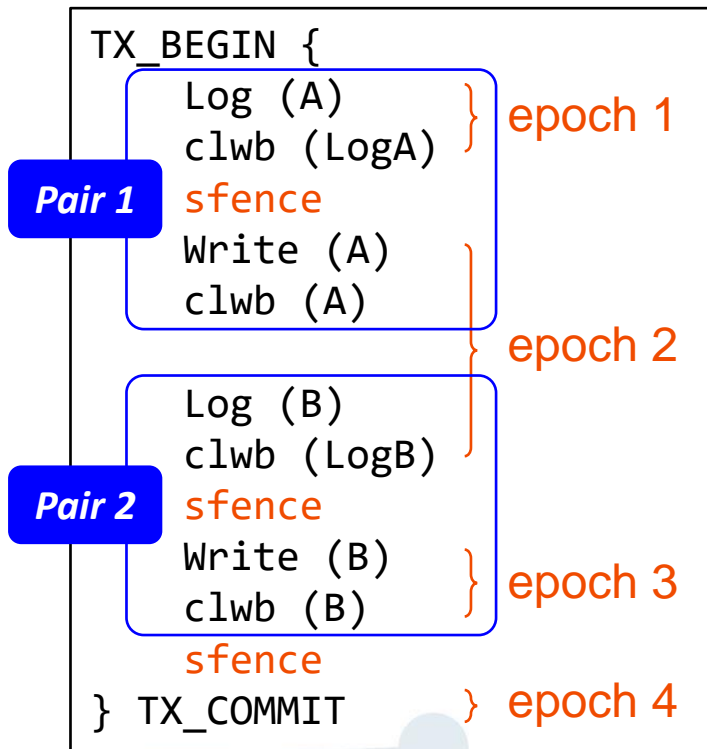 TX_BEGIN {
Log (A)
clwb (LogA)
epoch 1
Pair 1
sfence
Write (A)
clwb (A)
epoch 2
Log (B)
clwb (LogB)
Pair 2
sfence
Write (B)
clwb (B)
epoch 3
sfence
} TX_COMMIT
epoch 4